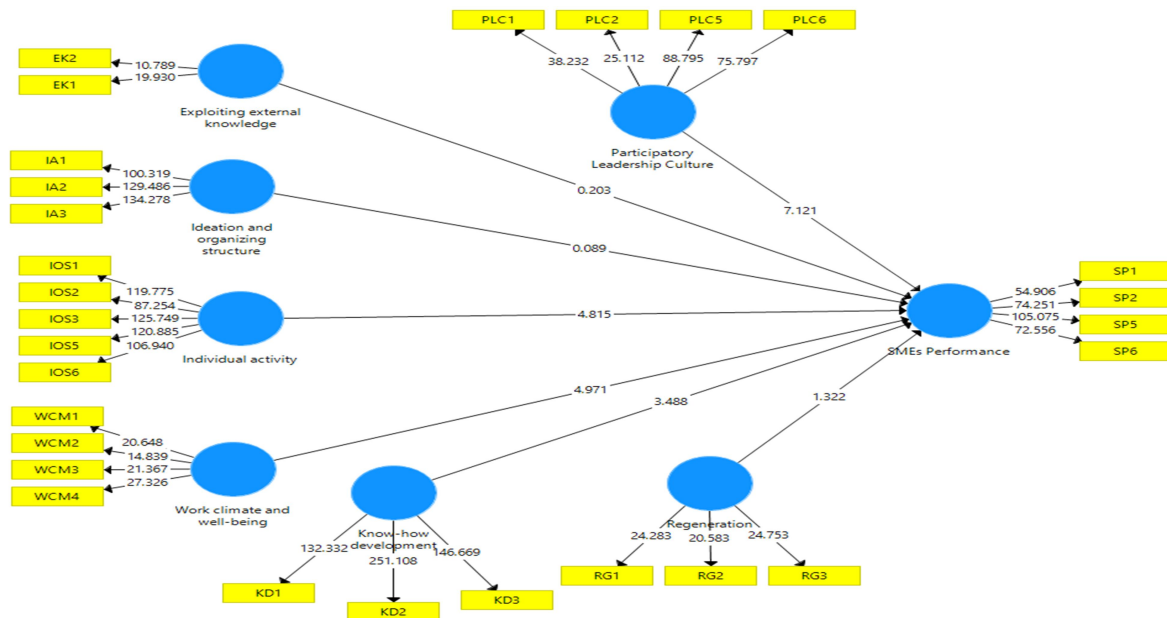 PLC1
PLC2
PLC5
PLC6
38.232
25.112
88.795
75.797
Participatory
Leadership Culture
7.121
EK2
EK1
10.789
19.930
Exploiting external
knowledge
0.203
IA1
IA2
IA3
100.319
129.486
134.278
Ideation and
organizing
structure
0.089
IOS1
IOS2
IOS3
IOS5
IOS6
119.775
87.254
125.749
120.885
106.940
Individual activity
4.815
SP1
SP2
SP5
SP6
54.906
74.251
105.075
72.556
SMEs Performance
WCM1
WCM2
WCM3
WCM4
20.648
14.839
21.367
27.326
Work climate and
well-being
4.971
3.488
1.322
Know-how
development
132.332
251.108
146.669
KD1
KD2
KD3
Regeneration
24.283
20.583
24.753
RG1
RG2
RG3